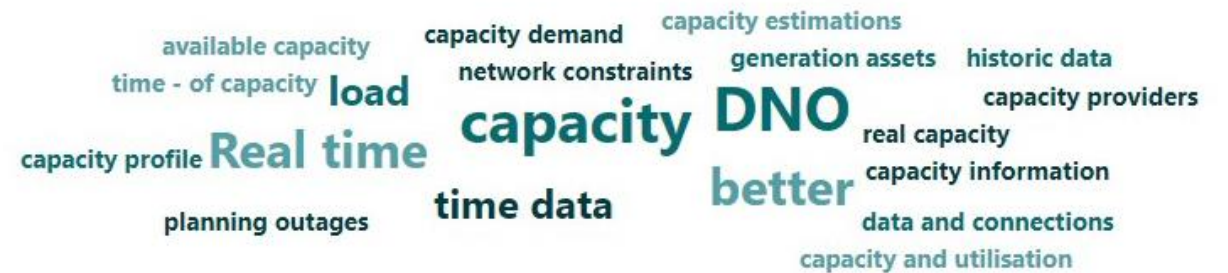 capacity estimations
capacity demand
available capacity
generation assets
historic data
network constraints
time - of capacity
load
capacity providers
DNO
capacity
real capacity
Real time
capacity profile
capacity information
better
time data
planning outages
data and connections
capacity and utilisation